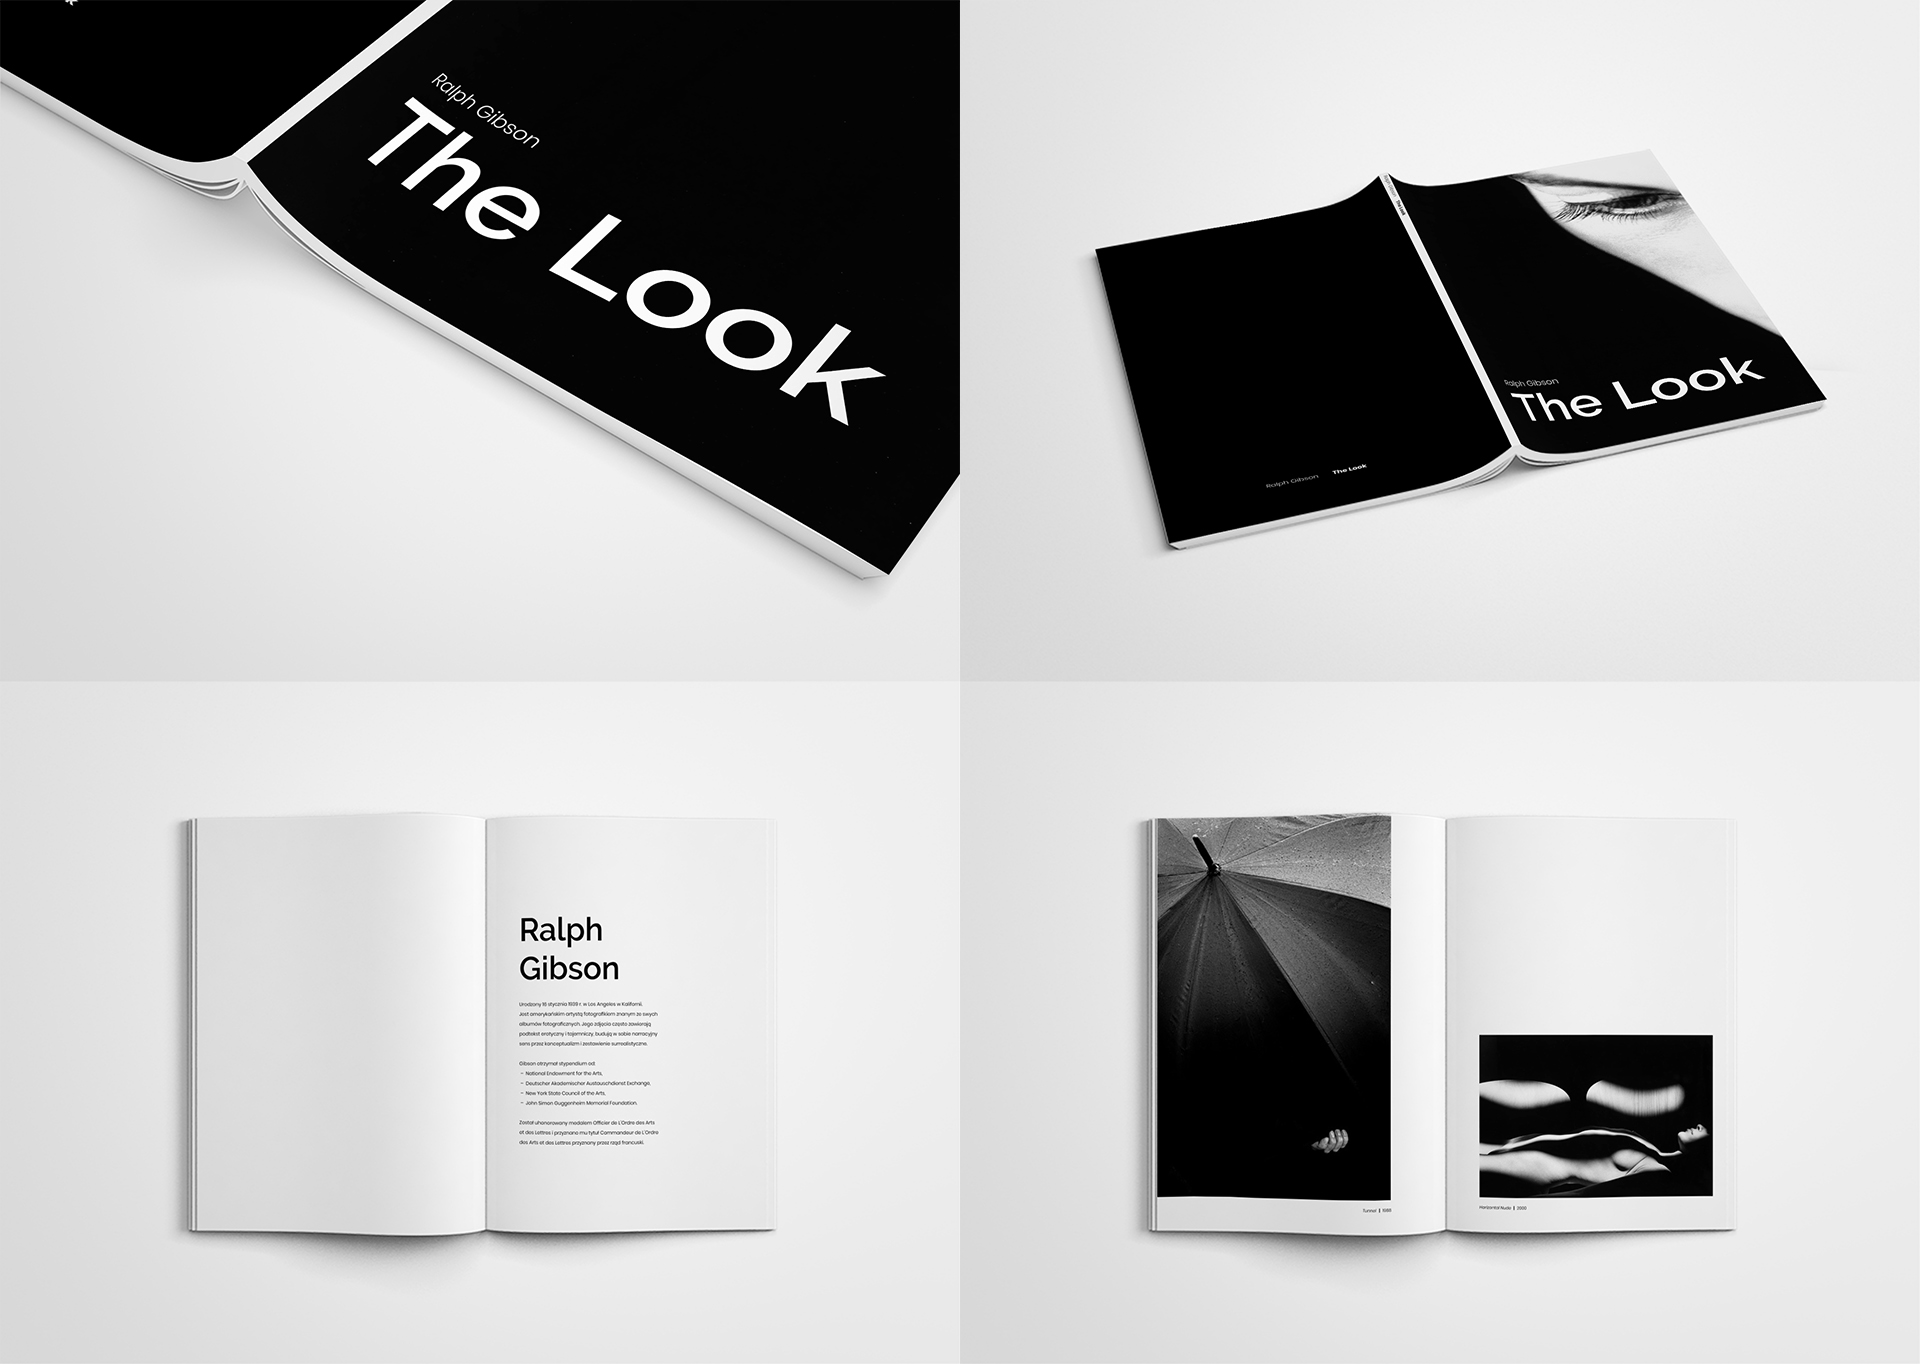 Ralph Gibson
The Look
Ralph Gibson
The Look
Ralph Gibson The Look
Ralph Gibson The Look
Ralph
Gibson
Urodzony 16 stycznia 1939 r. w Los Angeles w Kalifornii.
Jest amerykańskim artystą fotografikiem znanym ze swych
albumów fotograficznych. Jego zdjęcia często zawierają
podtekst erotyczny i tajemniczy, budują w sobie narracyjny
sens przez konceptualizm i zestawienie surrealistyczne.
Gibson otrzymał stypendium od:
– National Endowment for the Arts,
– Deutscher Akademischer Austauschdienst Exchange,
– New York State Council of the Arts,
– John Simon Guggenheim Memorial Foundation.
Został uhonorowany medalem Officier de L'Ordre des Arts
et des Lettres i przyznano mu tytuł Commandeur de L'Ordre
des Arts et des Lettres przyznany przez rząd francuski.
Tunnel |
Horizontal Nude | 2000